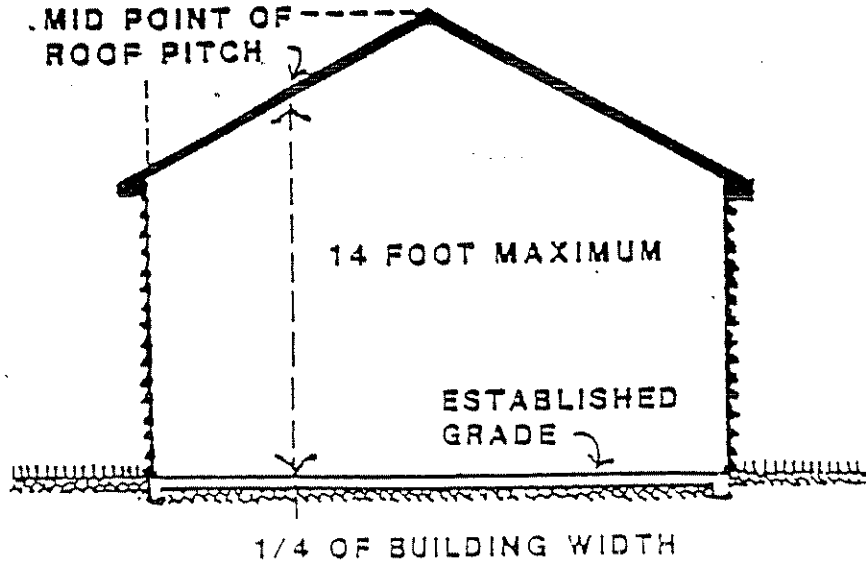 MID POINT OF
ROOF PITCH
14 FOOT MAXIMUM
ESTABLISHED
GRADE
1/4 OF BUILDING WIDTH